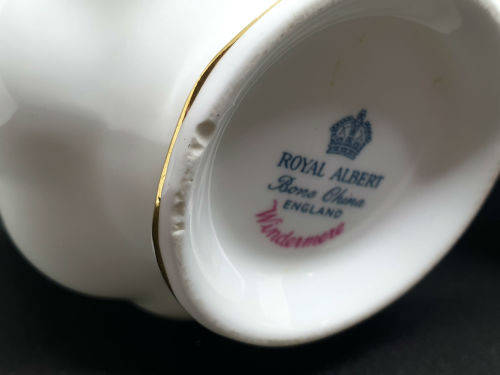 ROYAL ALBERT
Bone China
ENGLAND
Windermere